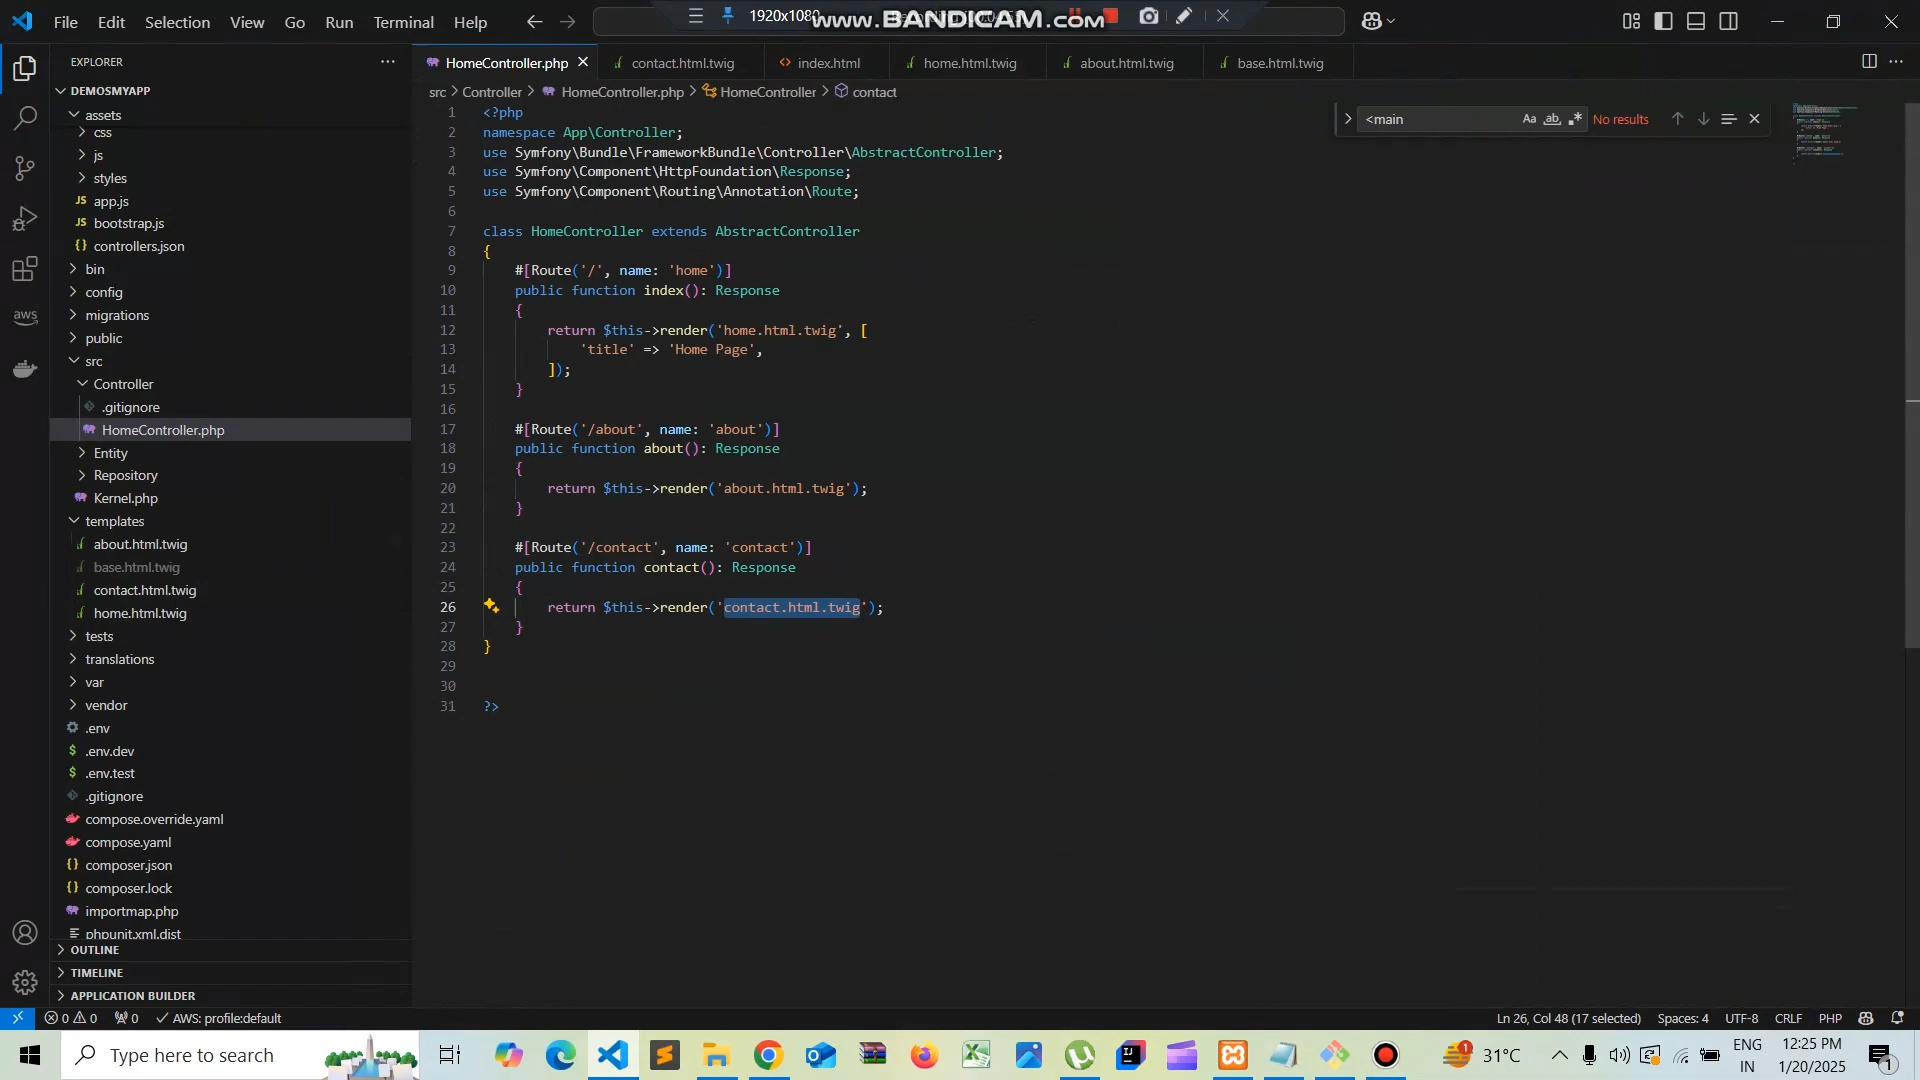 File Edit Selection View Go Run Terminal Help
1920x1080
www.BANDICAM.com
EXPLORER
HomeController.php
contact.html.twig
index.html
home.html.twig
about.html.twig
base.html.twig
src > Controller > HomeController.php > HomeController > contact
<main
Aa ab .*
No results
DEMOSMYAPP
assets
css
js
styles
JS app.js
JS bootstrap.js
{} controllers.json
bin
config
migrations
public
src
Controller
.gitignore
HomeController.php
Entity
Repository
Kernel.php
templates
about.html.twig
base.html.twig
contact.html.twig
home.html.twig
tests
translations
var
vendor
.env
$ .env.dev
$ .env.test
.gitignore
compose.override.yaml
compose.yaml
{} composer.json
{} composer.lock
importmap.php
phpunit.xml.dist
OUTLINE
TIMELINE
APPLICATION BUILDER
aws
1 <?php
2 namespace App\Controller;
3 use Symfony\Bundle\FrameworkBundle\Controller\AbstractController;
4 use Symfony\Component\HttpFoundation\Response;
5 use Symfony\Component\Routing\Annotation\Route;
6
7 class HomeController extends AbstractController
8 {
9 #[Route('/', name: 'home')]
10 public function index(): Response
11 {
12 return $this->render('home.html.twig', [
13 'title' => 'Home Page',
14 ]);
15 }
16
17 #[Route('/about', name: 'about')]
18 public function about(): Response
19 {
20 return $this->render('about.html.twig');
21 }
22
23 #[Route('/contact', name: 'contact')]
24 public function contact(): Response
25 {
26 return $this->render('contact.html.twig');
27 }
28 }
29
30
31 ?>
0 0 0 AWS: profile:default
Ln 26, Col 48 (17 selected) Spaces: 4 UTF-8 CRLF PHP
Type here to search
31°C
ENG
IN
12:25 PM
1/20/2025